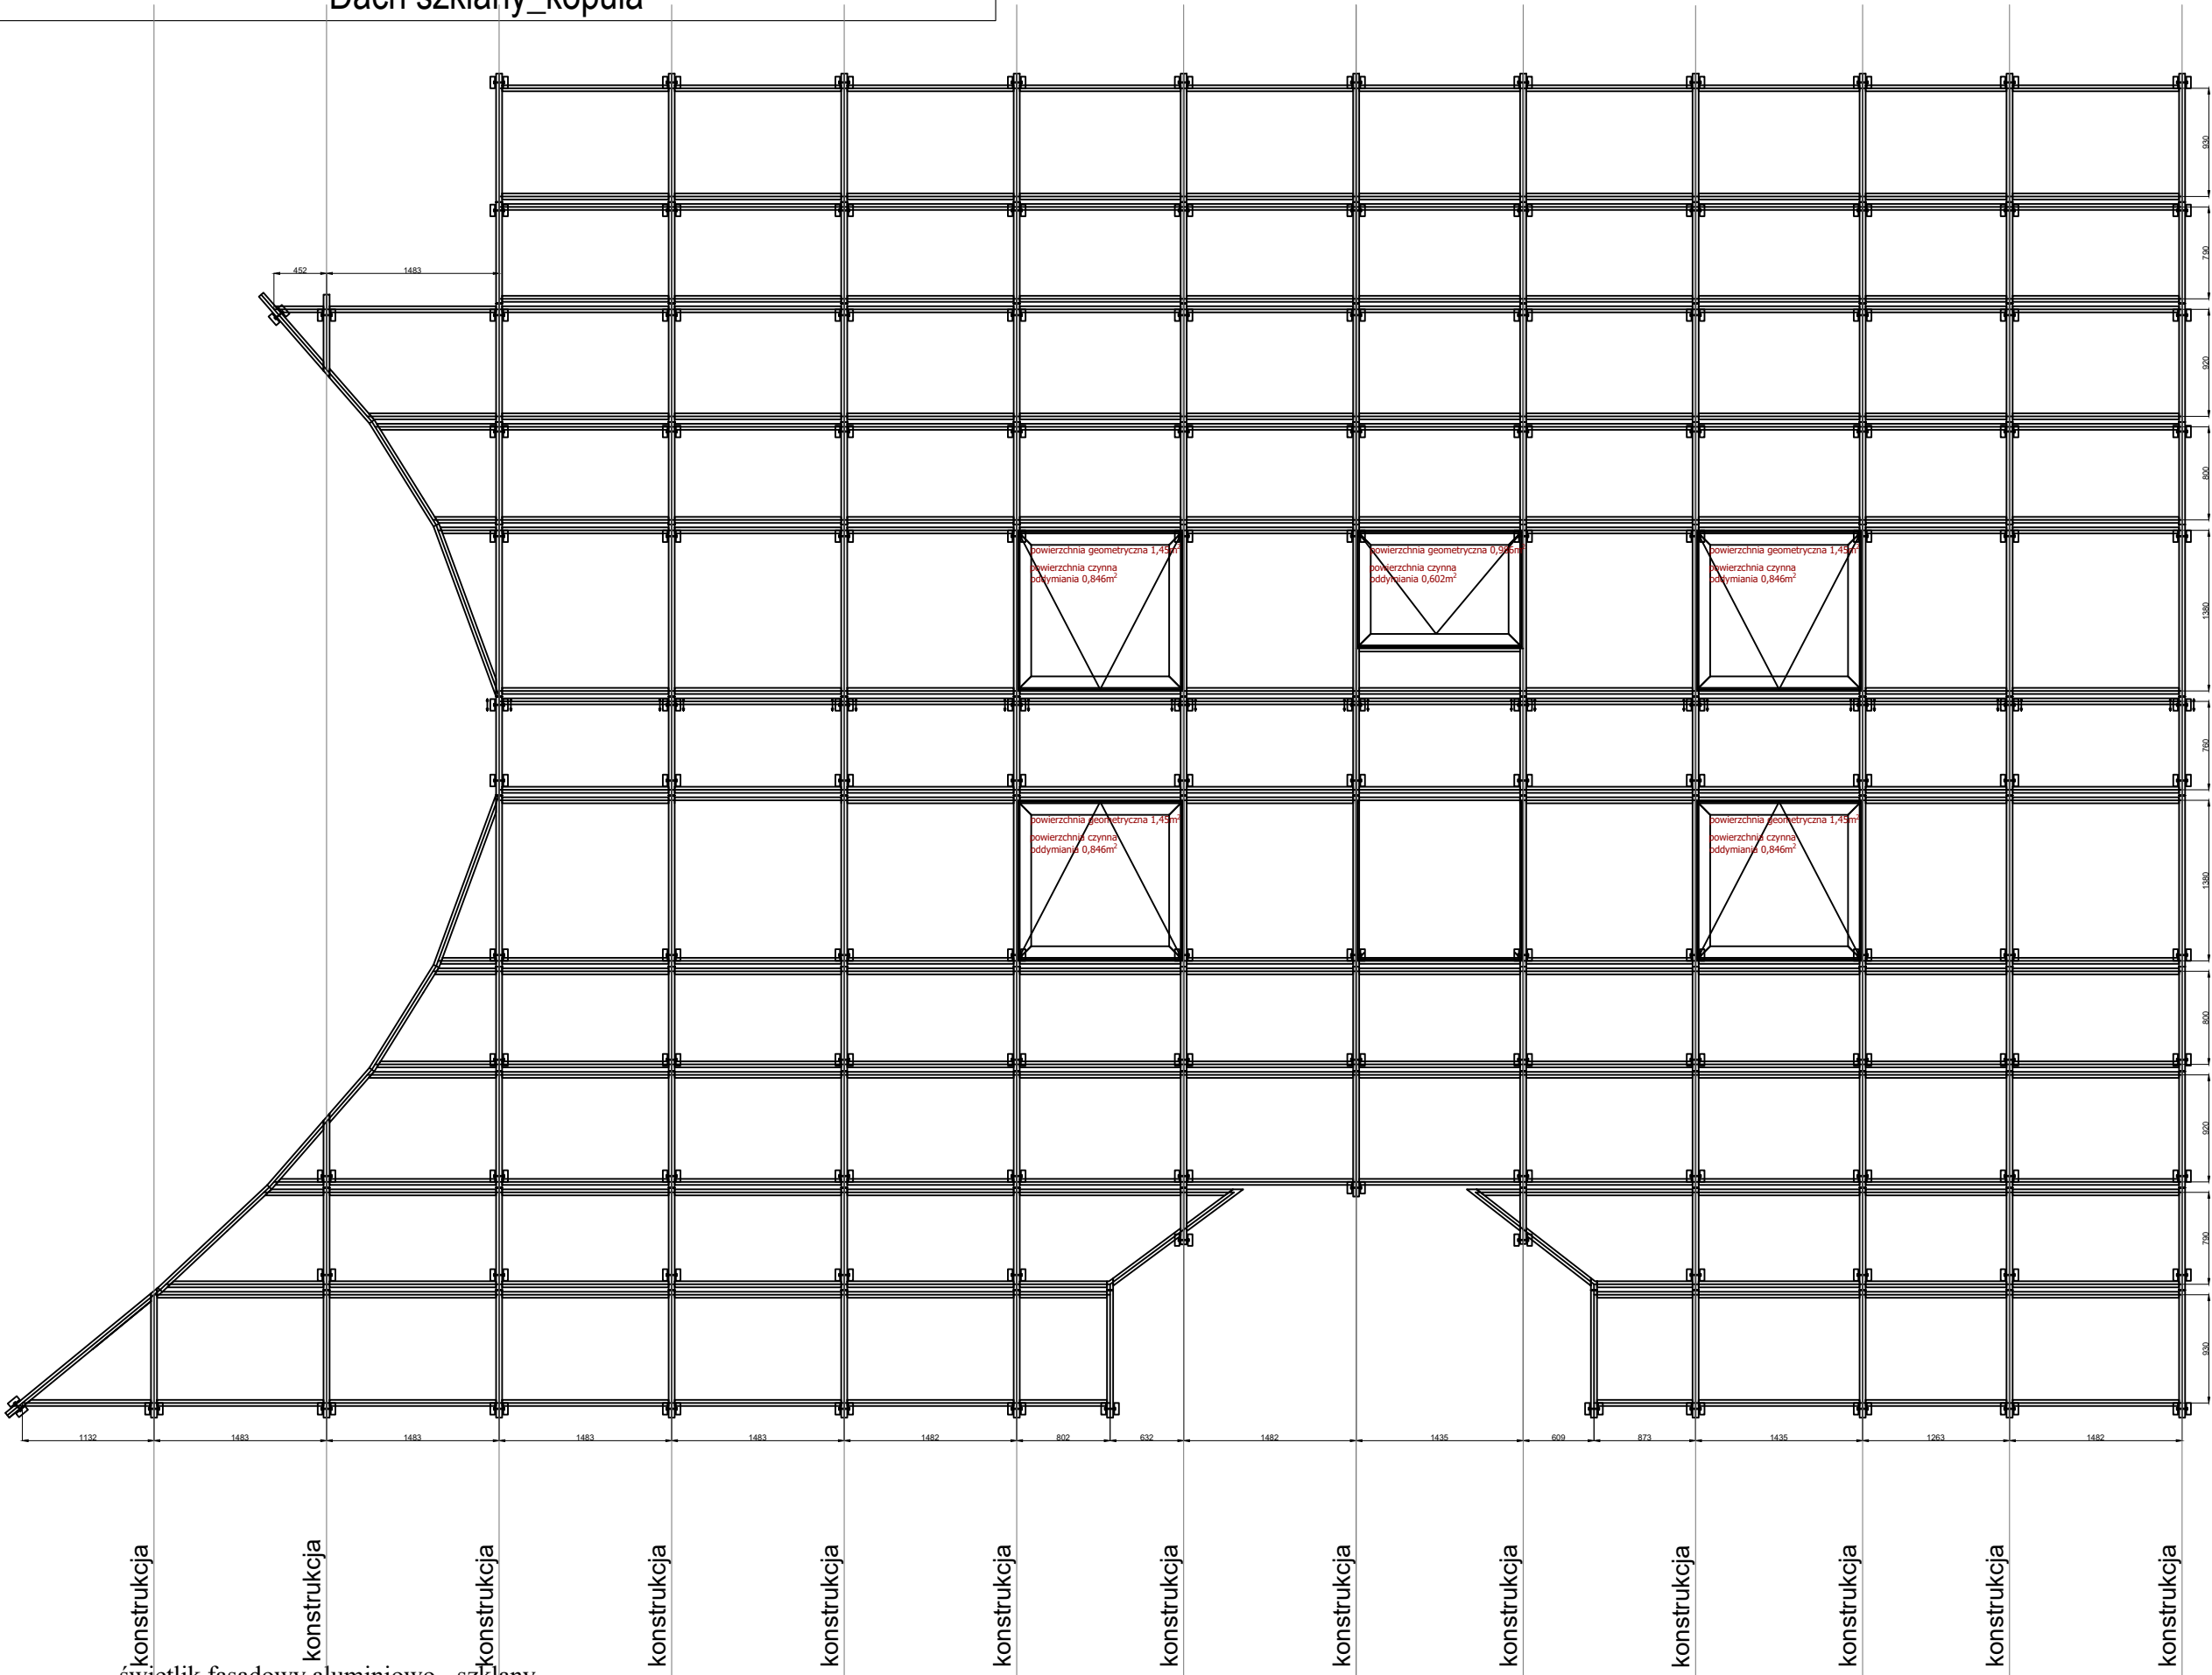 Dach szklany_kopuła
930
790
452
1483
920
800
powierzchnia geometryczna 1,45m²
powierzchnia czynna
oddymiania 0,846m²
powierzchnia czynna
oddymiania 0,602m²
powierzchnia geometryczna 1,45m²
powierzchnia czynna
oddymiania 0,846m²
1380
760
powierzchnia geometryczna 1,45m²
powierzchnia czynna
oddymiania 0,846m²
powierzchnia geometryczna 1,45m²
powierzchnia czynna
oddymiania 0,846m²
1380
800
920
790
930
1132
1483
1483
1483
1483
1482
802
632
1482
1435
609
873
1435
1263
1482
konstrukcja
konstrukcja
konstrukcja
konstrukcja
konstrukcja
konstrukcja
konstrukcja
konstrukcja
konstrukcja
konstrukcja
konstrukcja
konstrukcja
konstrukcja
świetlik fasadowy aluminiowo - szklany